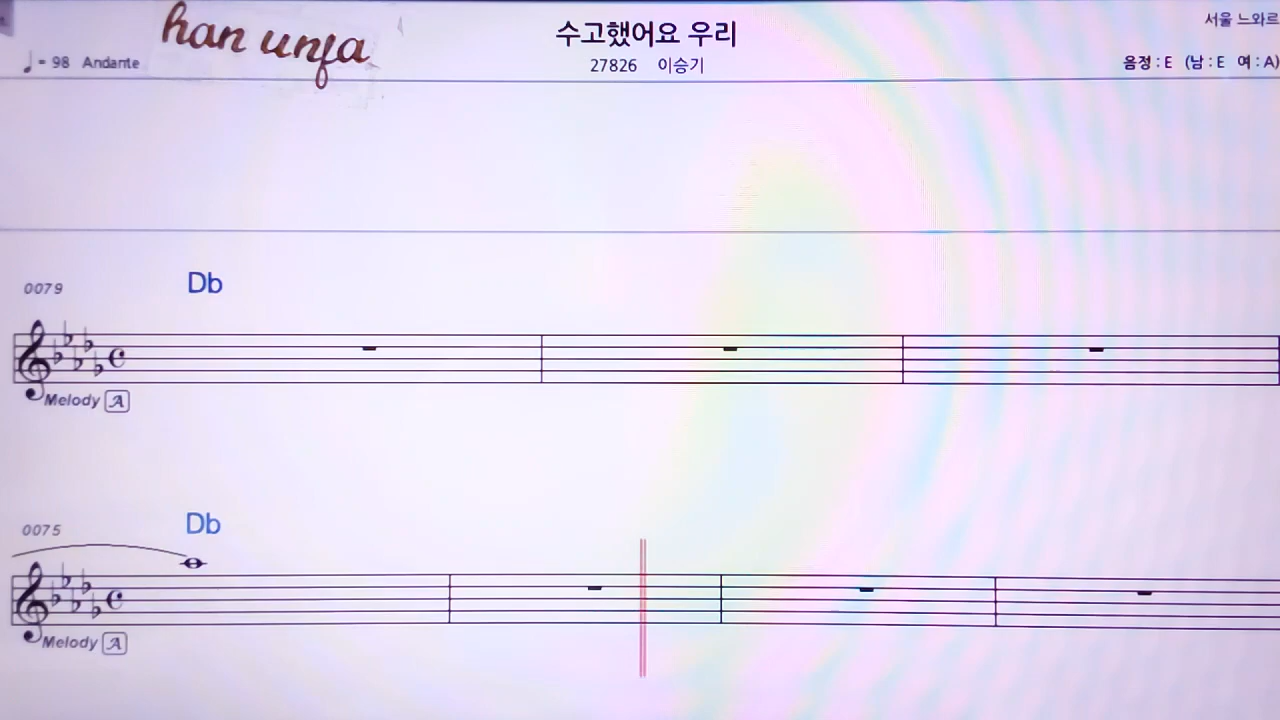 han unja
수고했어요 우리
서울 느와르
♩= 98 Andante
27826 이승기
음정 : E (남 : E 여 : A)
0079
Db
Melody A
0075
Db
Melody A